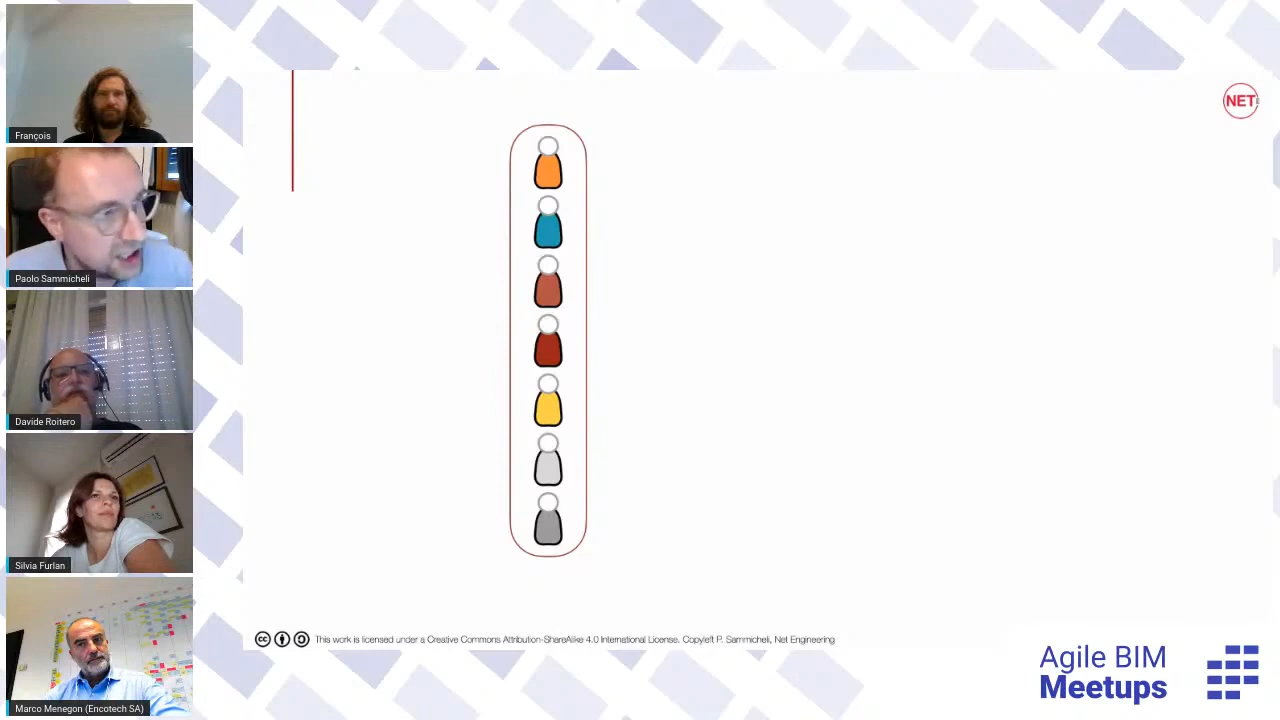 François
Paolo Sammicheli
Davide Roitero
Silvia Furlan
Marco Menegon (Encotech SA)
NET
This work is licensed under a Creative Commons Attribution-ShareAlike 4.0 International License. Copyleft P. Sammicheli, Net Engineering
Agile BIM
Meetups